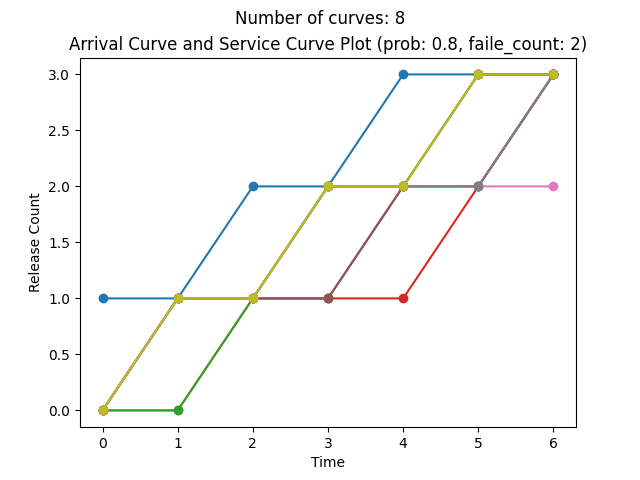 Number of curves: 8
Arrival Curve and Service Curve Plot (prob: 0.8, faile_count: 2)
3.0
2.5
2.0
1.5
1.0
0.5
0.0
Release Count
0 1 2 3 4 5 6
Time